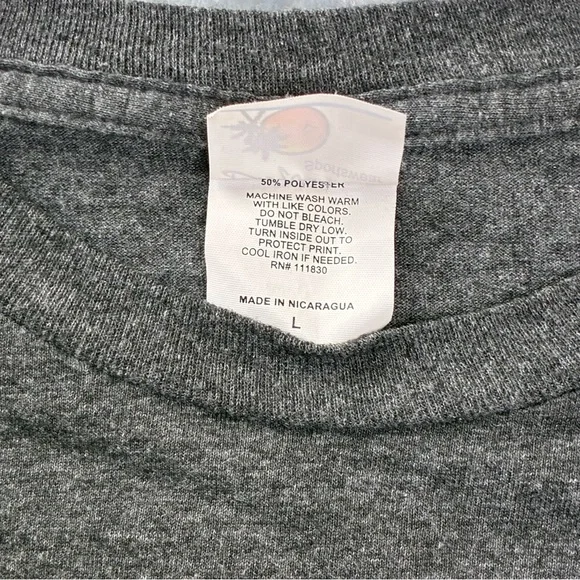 Sportswear
50% POLYESTER
MACHINE WASH WARM
WITH LIKE COLORS.
DO NOT BLEACH.
TUMBLE DRY LOW.
TURN INSIDE OUT TO
PROTECT PRINT.
COOL IRON IF NEEDED.
RN# 111830
MADE IN NICARAGUA
L